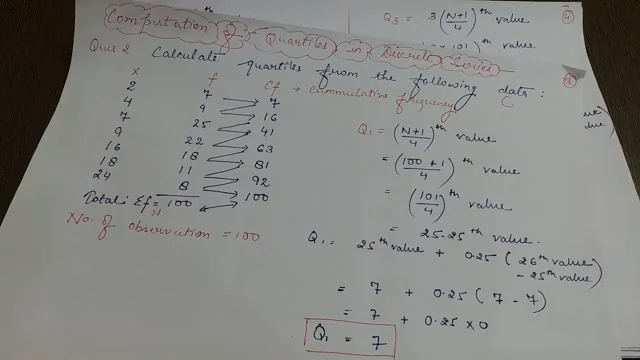 Q3 = 3 (N+1/4)th value
101)th value
4
Computation of Quartiles in Discrete Series
3
Ques.2 Calculate quartiles from the following data:
x f Cf → cummulative frequency
2 7 7
4 9 16
7 25 41
9 22 63
16 18 81
18 11 92
24 8 100
Total: Σf = 100
No. of observation = 100
Q1 = (N+1/4)th value
= (100+1/4)th value
= (101/4)th value
= 25.25th value.
Q1 = 25th value + 0.25 (26th value - 25th value)
= 7 + 0.25 (7 - 7)
= 7 + 0.25 × 0
Q1 = 7